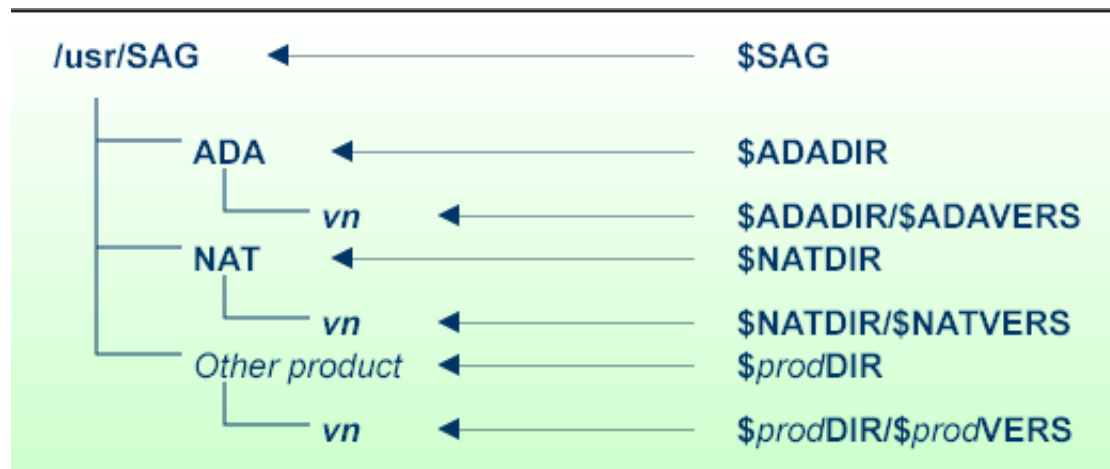 /usr/SAG $SAG
ADA $ADADIR
vn $ADADIR/$ADAVERS
NAT $NATDIR
vn $NATDIR/$NATVERS
Other product $prodDIR
vn $prodDIR/$prodVERS